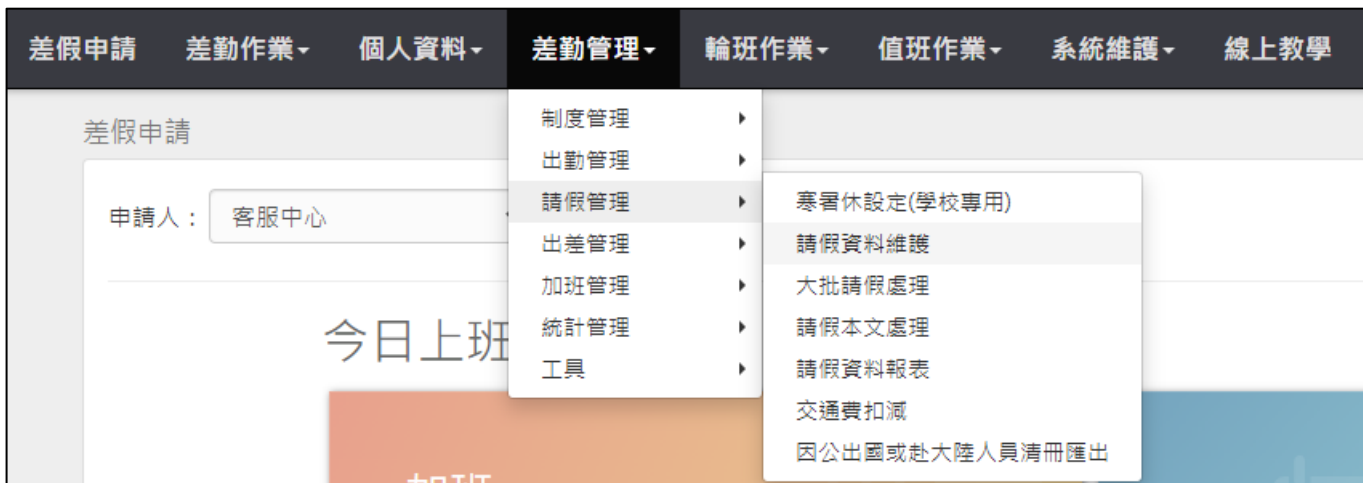 差假申請 差勤作業 個人資料 差勤管理 輪班作業 值班作業 系統維護 線上教學
差假申請
申請人： 客服中心
制度管理
出勤管理
請假管理
出差管理
加班管理
統計管理
工具
寒暑休設定(學校專用)
請假資料維護
大批請假處理
請假本文處理
請假資料報表
交通費扣減
因公出國或赴大陸人員清冊匯出
今日上班
加班